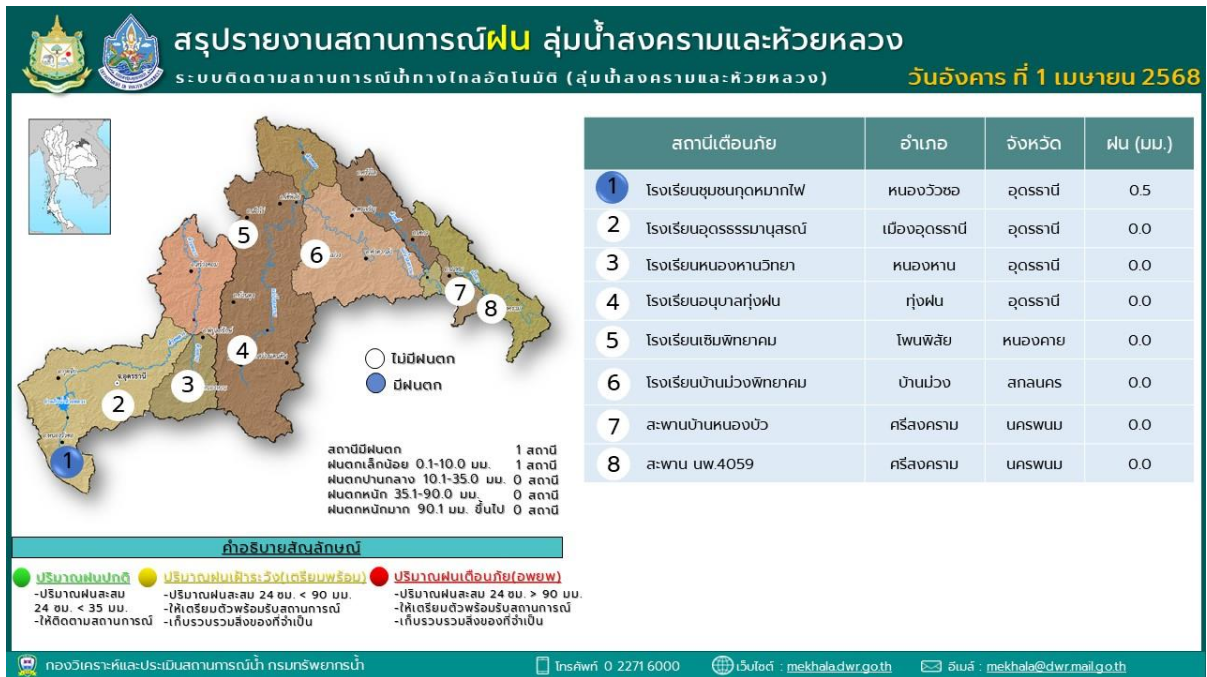 สรุปรายงานสถานการณ์ฝน ลุ่มน้ำสงครามและห้วยหลวง
ระบบติดตามสถานการณ์น้ำทางไกลอัตโนมัติ (ลุ่มน้ำสงครามและห้วยหลวง)
วันอังคาร ที่ 1 เมษายน 2568
5
6
7
8
4
3
2
1
อ.อุดรธานี
ไม่มีฝนตก
มีฝนตก
สถานีมีฝนตก 1 สถานี
ฝนตกเล็กน้อย 0.1-10.0 มม. 1 สถานี
ฝนตกปานกลาง 10.1-35.0 มม. 0 สถานี
ฝนตกหนัก 35.1-90.0 มม. 0 สถานี
ฝนตกหนักมาก 90.1 มม. ขึ้นไป 0 สถานี
สถานีเตือนภัย อำเภอ จังหวัด ฝน (มม.)
1 โรงเรียนชุมชนกุดหมากไฟ หนองวัวซอ อุดรธานี 0.5
2 โรงเรียนอุดรธรรมานุสรณ์ เมืองอุดรธานี อุดรธานี 0.0
3 โรงเรียนหนองหานวิทยา หนองหาน อุดรธานี 0.0
4 โรงเรียนอนุบาลทุ่งฝน ทุ่งฝน อุดรธานี 0.0
5 โรงเรียนเซิมพิทยาคม โพนพิสัย หนองคาย 0.0
6 โรงเรียนบ้านม่วงพิทยาคม บ้านม่วง สกลนคร 0.0
7 สะพานบ้านหนองบัว ศรีสงคราม นครพนม 0.0
8 สะพาน นพ.4059 ศรีสงคราม นครพนม 0.0
คำอธิบายสัญลักษณ์
ปริมาณฝนปกติ
-ปริมาณฝนสะสม
24 ชม. < 35 มม.
-ให้ติดตามสถานการณ์
ปริมาณฝนเฝ้าระวัง(เตรียมพร้อม)
-ปริมาณฝนสะสม 24 ชม. < 90 มม.
-ให้เตรียมตัวพร้อมรับสถานการณ์
-เก็บรวบรวมสิ่งของที่จำเป็น
ปริมาณฝนเตือนภัย(อพยพ)
-ปริมาณฝนสะสม 24 ชม. > 90 มม.
-ให้เตรียมตัวพร้อมรับสถานการณ์
-เก็บรวบรวมสิ่งของที่จำเป็น
กองวิเคราะห์และประเมินสถานการณ์น้ำ กรมทรัพยากรน้ำ
โทรศัพท์ 0 2271 6000
เว็บไซต์ : mekhala.dwr.go.th
อีเมล์ : mekhala@dwr.mail.go.th